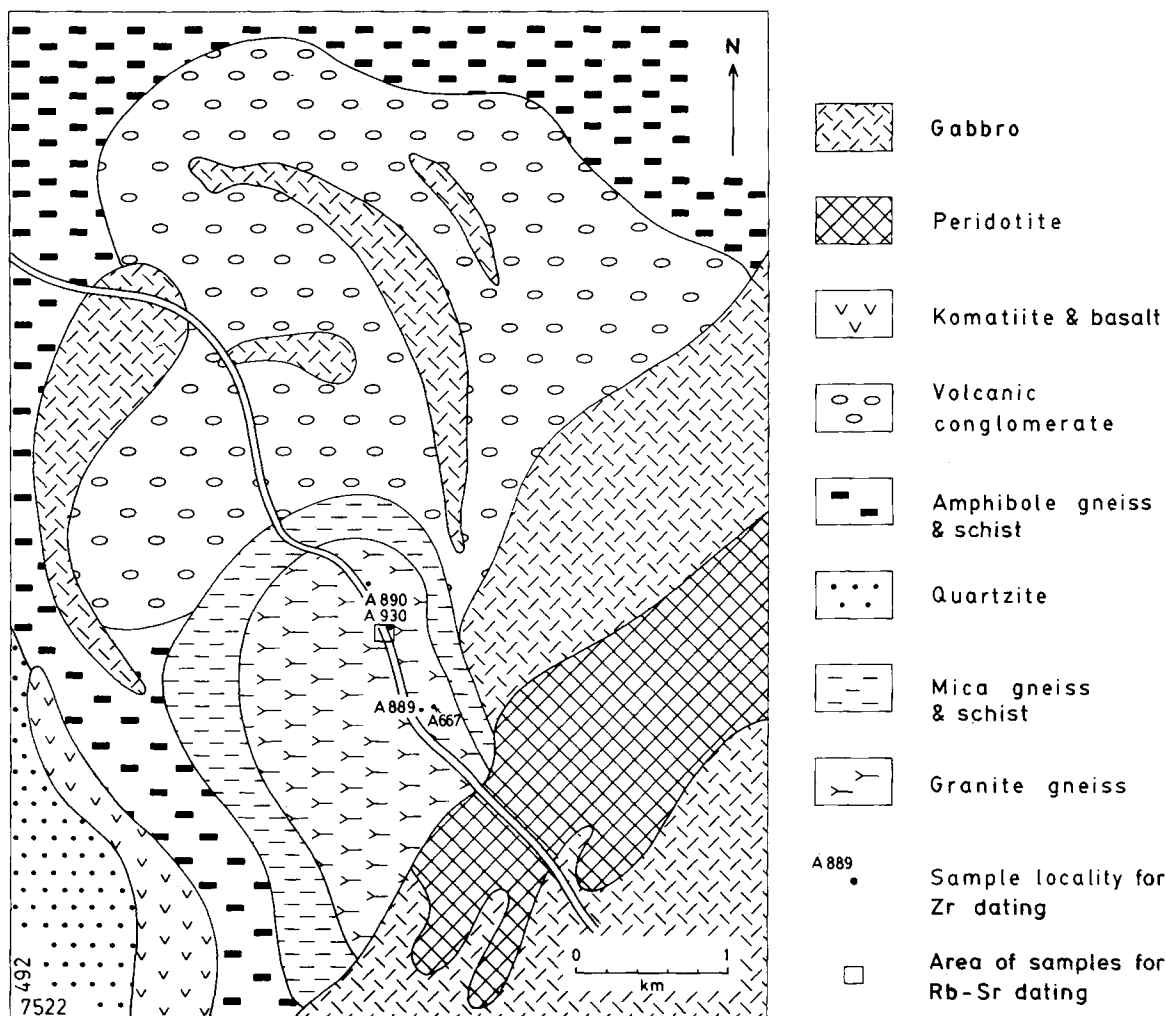 N
A 890
A 930
A 889
A 667
0 1
km
492
7522
Gabbro
Peridotite
Komatiite & basalt
Volcanic
conglomerate
Amphibole gneiss
& schist
Quartzite
Mica gneiss
& schist
Granite gneiss
A 889
Sample locality for
Zr dating
Area of samples for
Rb-Sr dating